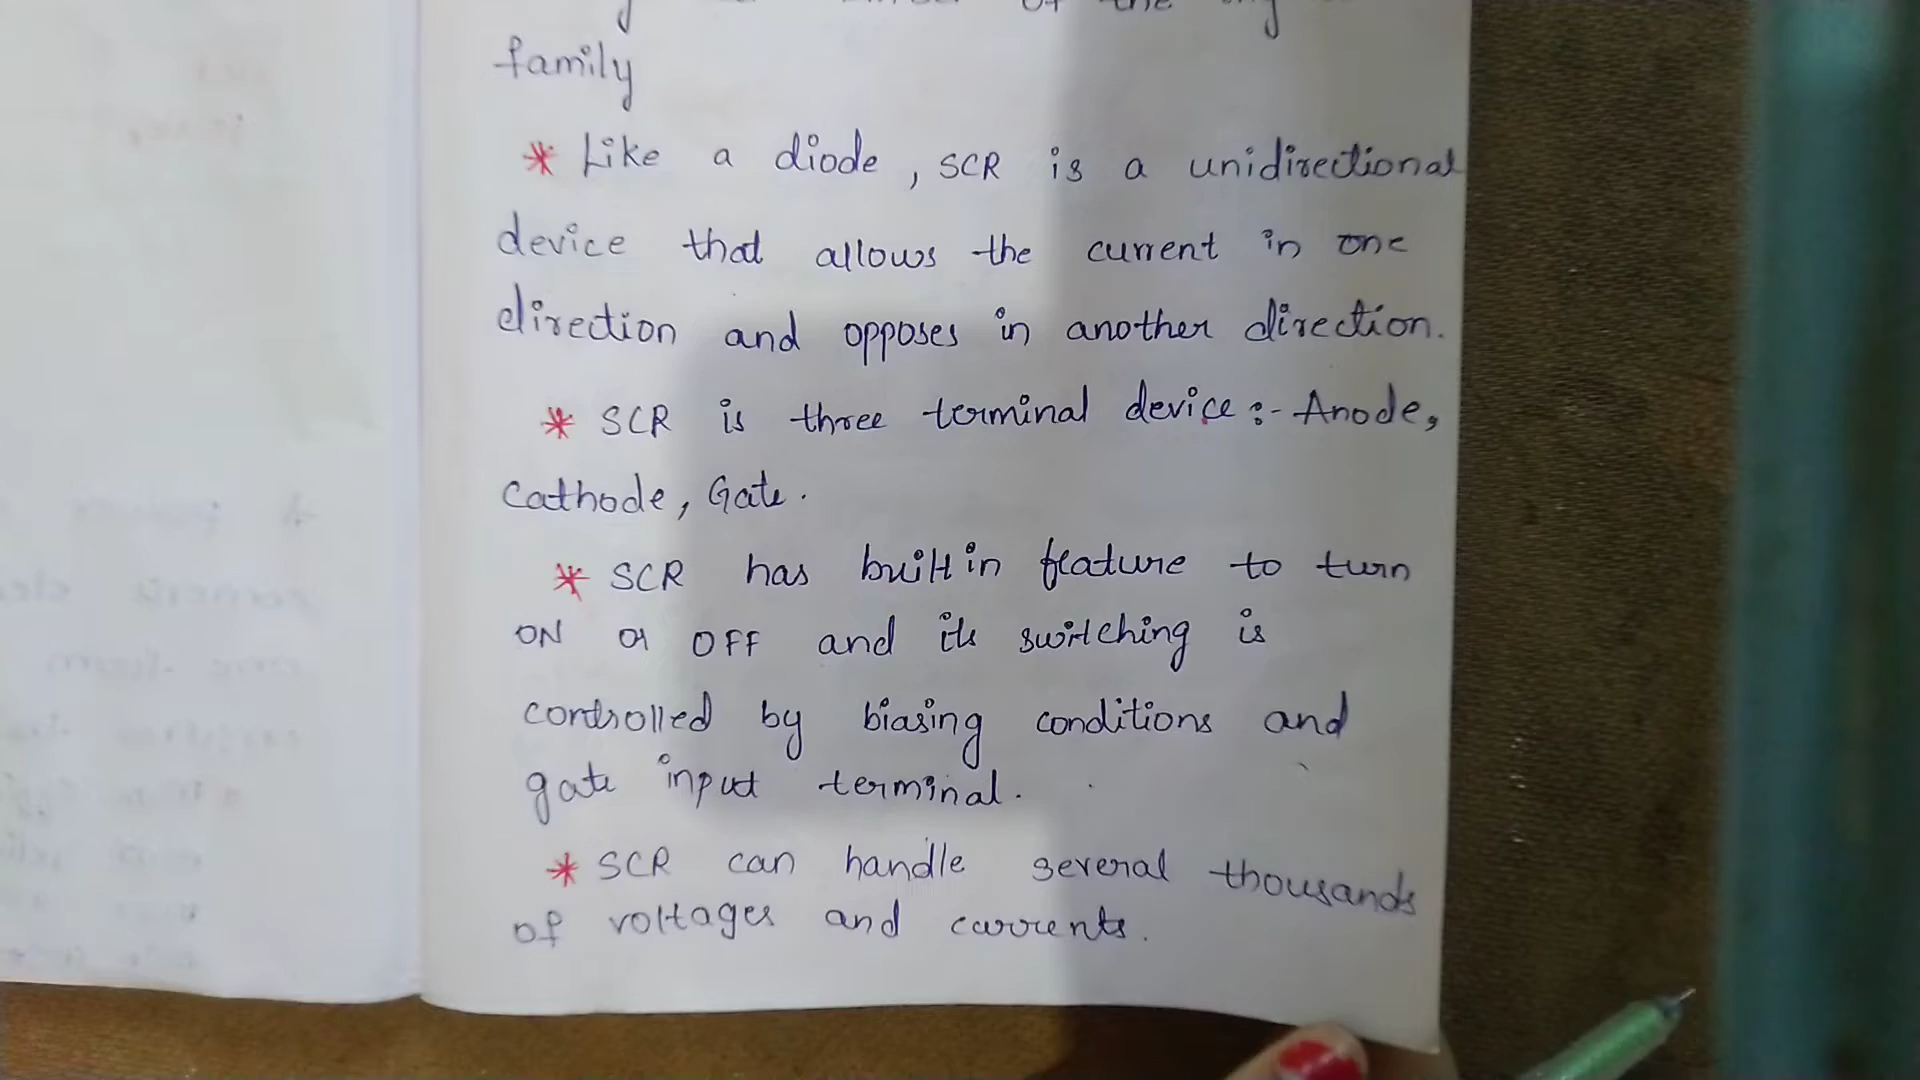 of the
family
* Like a diode, SCR is a unidirectional
device that allows the current in one
direction and opposes in another direction.
* SCR is three terminal device :- Anode,
Cathode, Gate.
* SCR has built in feature to turn
ON or OFF and its switching is
controlled by biasing conditions and
gate input terminal.
* SCR can handle several thousands
of voltages and currents.